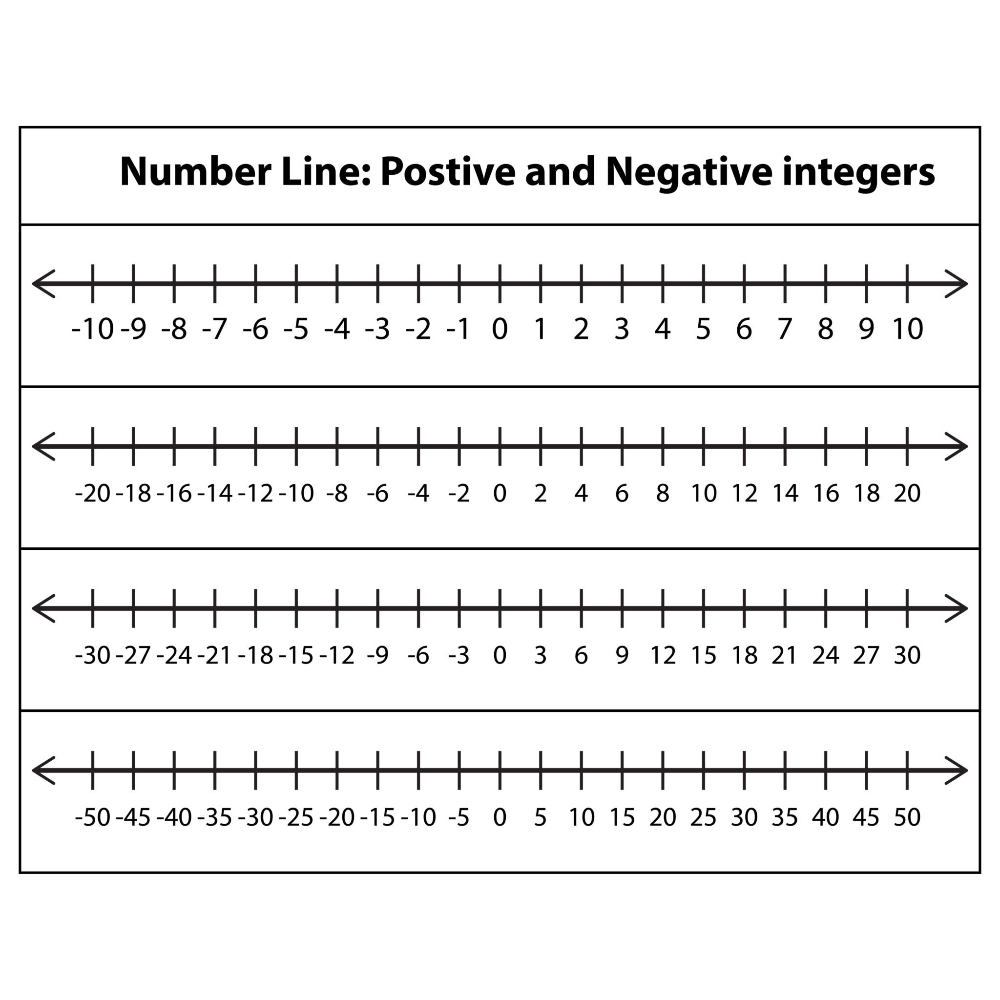 Number Line: Postive and Negative integers
-10 -9 -8 -7 -6 -5 -4 -3 -2 -1 0 1 2 3 4 5 6 7 8 9 10
-20 -18 -16 -14 -12 -10 -8 -6 -4 -2 0 2 4 6 8 10 12 14 16 18 20
-30 -27 -24 -21 -18 -15 -12 -9 -6 -3 0 3 6 9 12 15 18 21 24 27 30
-50 -45 -40 -35 -30 -25 -20 -15 -10 -5 0 5 10 15 20 25 30 35 40 45 50